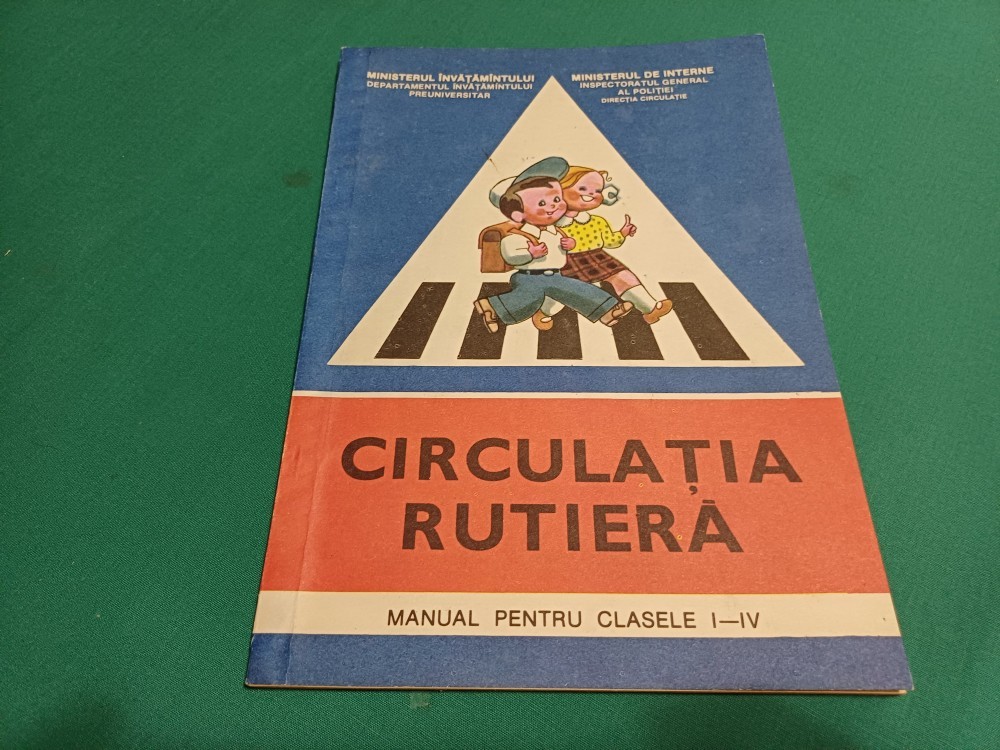 MINISTERUL ÎNVĂȚĂMÎNTULUI
DEPARTAMENTUL ÎNVĂȚĂMÎNTULUI
PREUNIVERSITAR
MINISTERUL DE INTERNE
INSPECTORATUL GENERAL
AL POLIȚIEI
DIRECȚIA CIRCULAȚIE
CIRCULAȚIA
RUTIERĂ
MANUAL PENTRU CLASELE I—IV